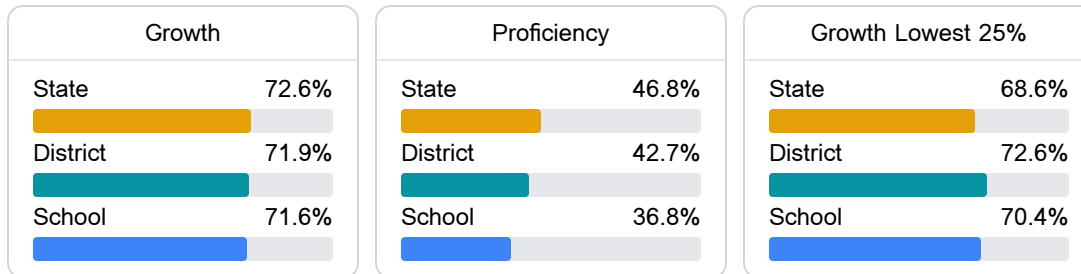 Growth
State 72.6%
District 71.9%
School 71.6%
Proficiency
State 46.8%
District 42.7%
School 36.8%
Growth Lowest 25%
State 68.6%
District 72.6%
School 70.4%